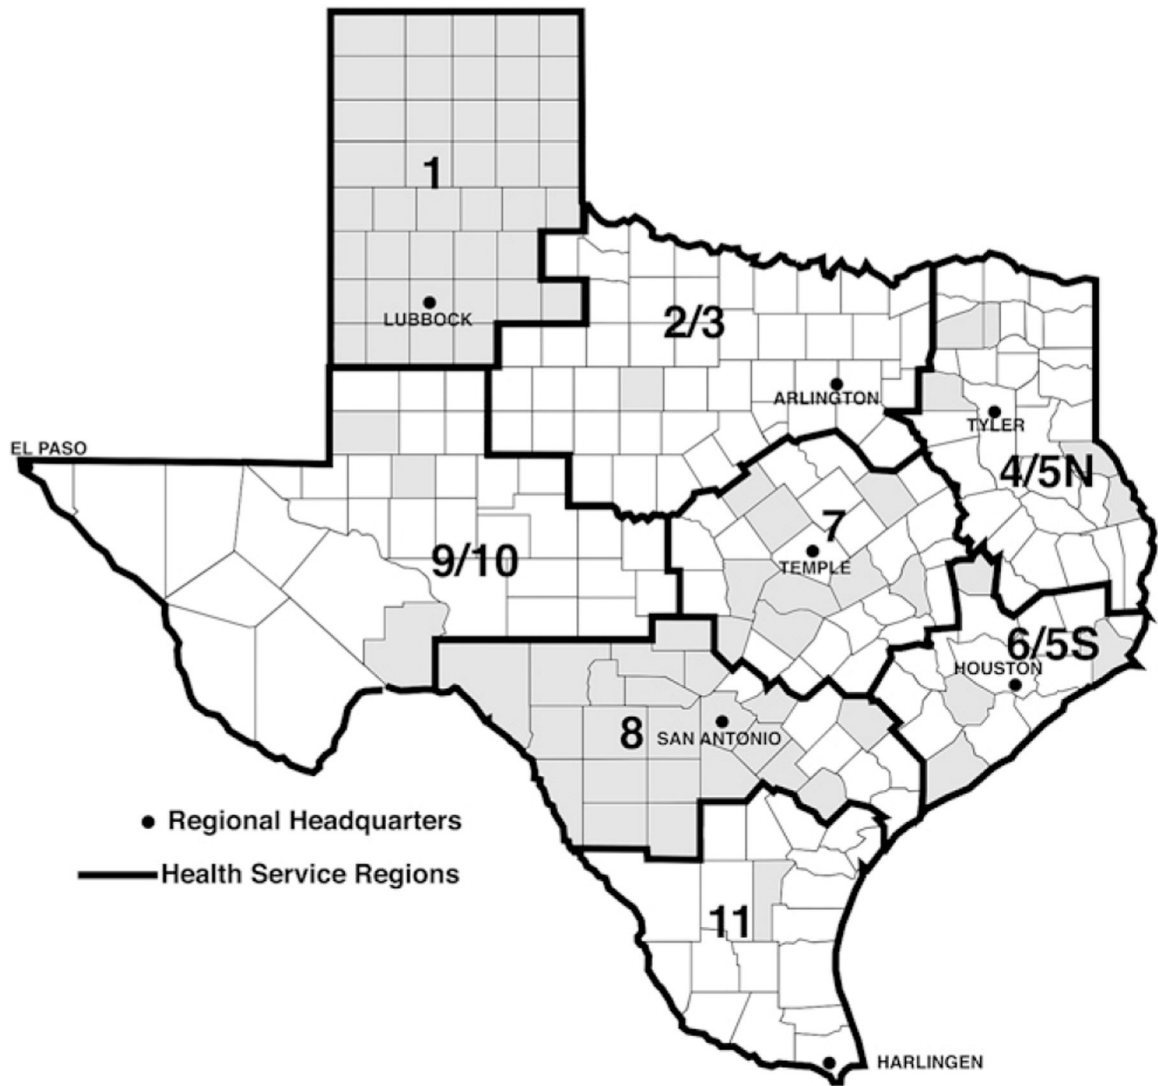 1
LUBBOCK
2/3
ARLINGTON
TYLER
EL PASO
4/5N
7
9/10
TEMPLE
6/5S
HOUSTON
8
SAN ANTONIO
Regional Headquarters
Health Service Regions
11
HARLINGEN